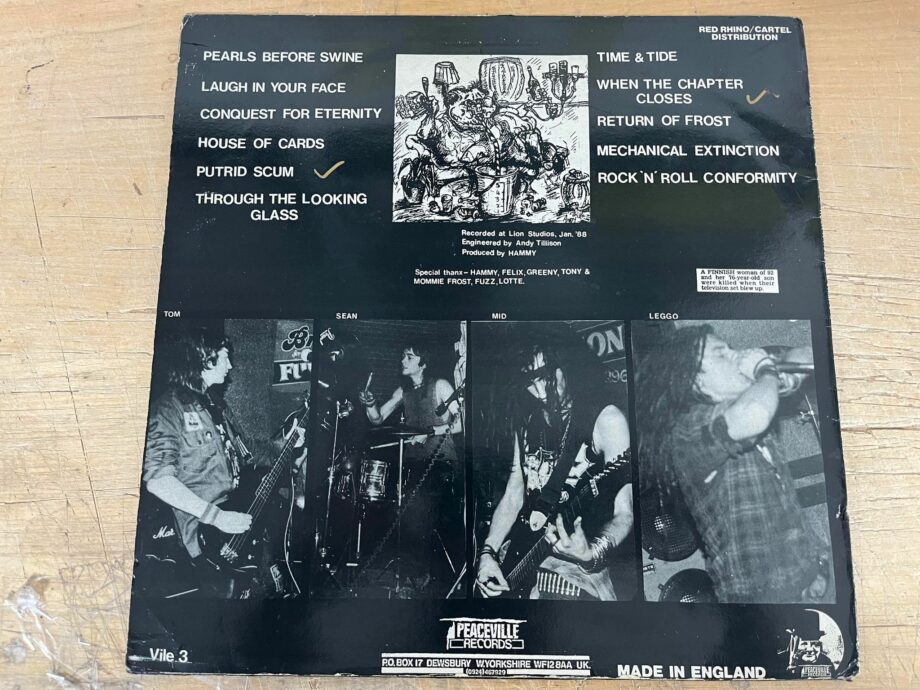 RED RHINO/CARTEL
DISTRIBUTION
PEARLS BEFORE SWINE
LAUGH IN YOUR FACE
CONQUEST FOR ETERNITY
HOUSE OF CARDS
PUTRID SCUM
THROUGH THE LOOKING
GLASS
TIME & TIDE
WHEN THE CHAPTER
CLOSES
RETURN OF FROST
MECHANICAL EXTINCTION
ROCK 'N' ROLL CONFORMITY
Recorded at Lion Studios, Jan. '88
Engineered by Andy Tillison
Produced by HAMMY
Special thanx— HAMMY, FELIX, GREENY, TONY &
MOMMIE FROST, FUZZ, LOTTE.
A FINNISH woman of 92
and her 76-year-old son
were killed when their
television set blew up.
TOM
SEAN
MID
LEGGO
ON
Vile 3
PEACEVILLE
RECORDS
P.O. BOX 17 DEWSBURY W.YORKSHIRE WF12 8AA UK.
MADE IN ENGLAND
PEACEVILLE